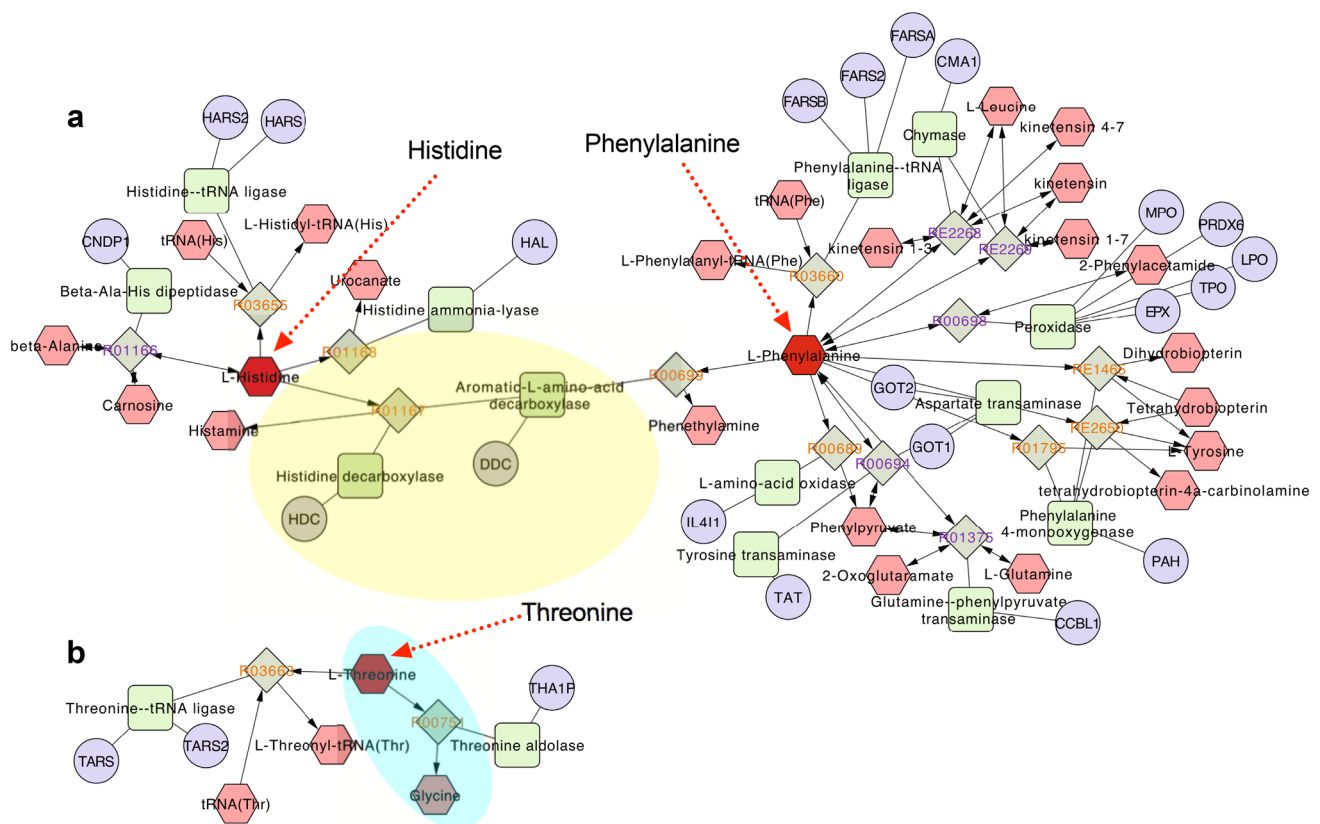 a
Histidine
Phenylalanine
HARS2
HARS
Histidine--tRNA ligase
CNDP1
tRNA(His)
L-Histidyl-tRNA(His)
HAL
Beta-Ala-His dipeptidase
R03655
Urocanate
Histidine ammonia-lyase
beta-Alanine
R01166
R01168
L-Histidine
Carnosine
Histamine
R01167
Aromatic-L-amino-acid
decarboxylase
Histidine decarboxylase
DDC
HDC
FARSA
FARS2
CMA1
FARSB
L-Leucine
kinetensin 4-7
Chymase
Phenylalanine--tRNA
ligase
kinetensin
tRNA(Phe)
MPO
PRDX6
RE2268
RE2269
kinetensin 1-7
kinetensin 1-3
L-Phenylalanyl-tRNA(Phe)
R03660
2-Phenylacetamide
LPO
TPO
EPX
R00698
Peroxidase
L-Phenylalanine
Dihydrobiopterin
R00699
RE1465
GOT2
Aspartate transaminase
Tetrahydrobiopterin
Phenethylamine
RE2650
R00689
GOT1
R01795
L-Tyrosine
R00694
L-amino-acid oxidase
tetrahydrobiopterin-4a-carbinolamine
IL4I1
Phenylpyruvate
R01375
Phenylalanine
4-monooxygenase
Tyrosine transaminase
PAH
2-Oxoglutaramate
L-Glutamine
TAT
Glutamine--phenylpyruvate
transaminase
CCBL1
b
Threonine
R03663
L-Threonine
THA1P
Threonine--tRNA ligase
R00751
TARS
TARS2
L-Threonyl-tRNA(Thr)
Threonine aldolase
tRNA(Thr)
Glycine